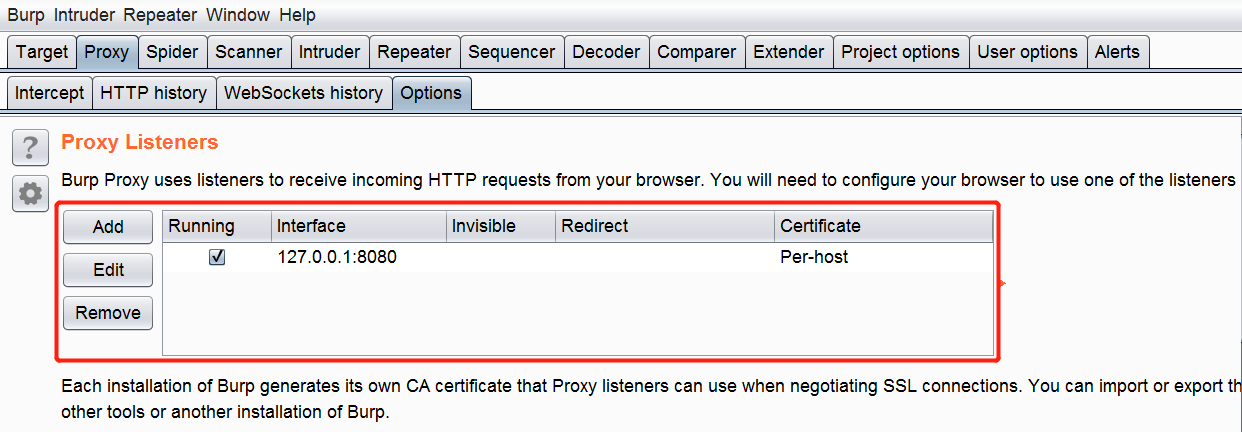 Burp Intruder Repeater Window Help
Target Proxy Spider Scanner Intruder Repeater Sequencer Decoder Comparer Extender Project options User options Alerts
Intercept HTTP history WebSockets history Options
? Proxy Listeners
Burp Proxy uses listeners to receive incoming HTTP requests from your browser. You will need to configure your browser to use one of the listeners
Add Running Interface Invisible Redirect Certificate
127.0.0.1:8080 Per-host
Edit
Remove
Each installation of Burp generates its own CA certificate that Proxy listeners can use when negotiating SSL connections. You can import or export th
other tools or another installation of Burp.